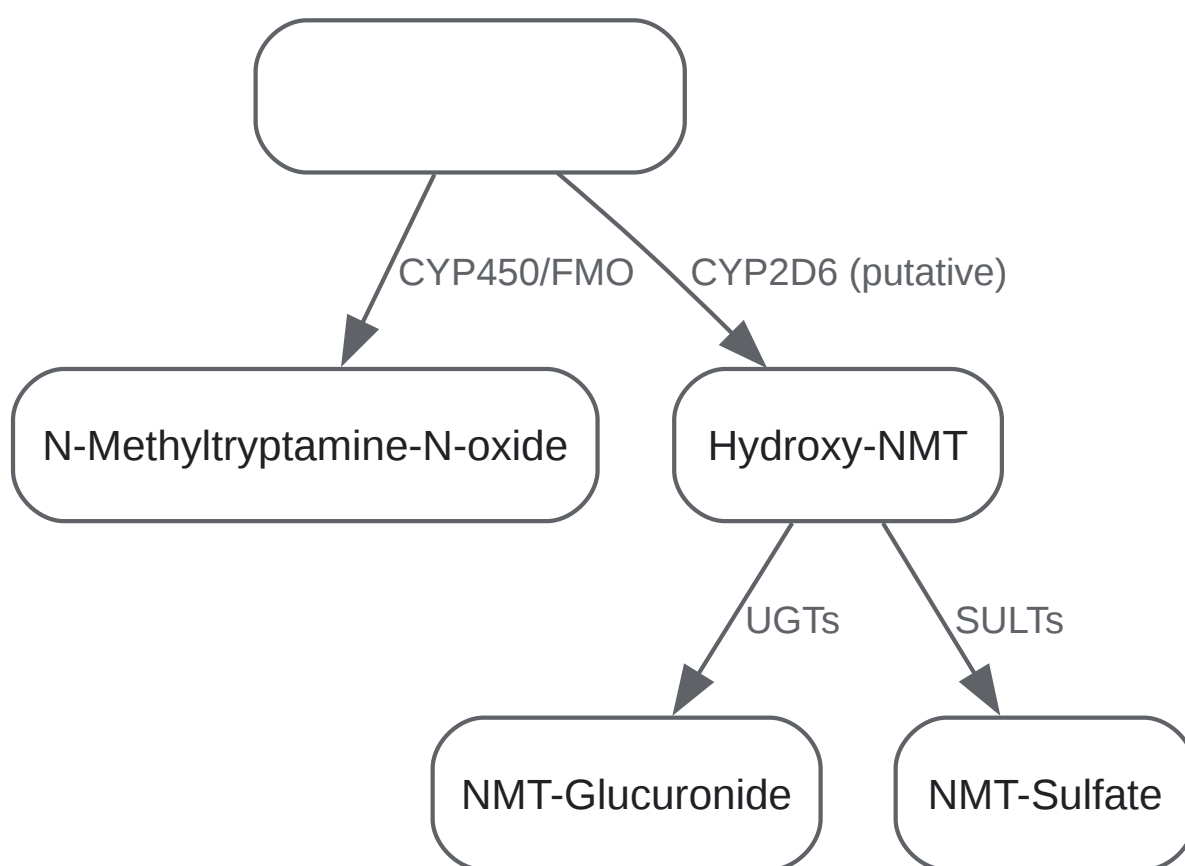 CYP450/FMO
CYP2D6 (putative)
N-Methyltryptamine-N-oxide
Hydroxy-NMT
UGTs
SULTs
NMT-Glucuronide
NMT-Sulfate